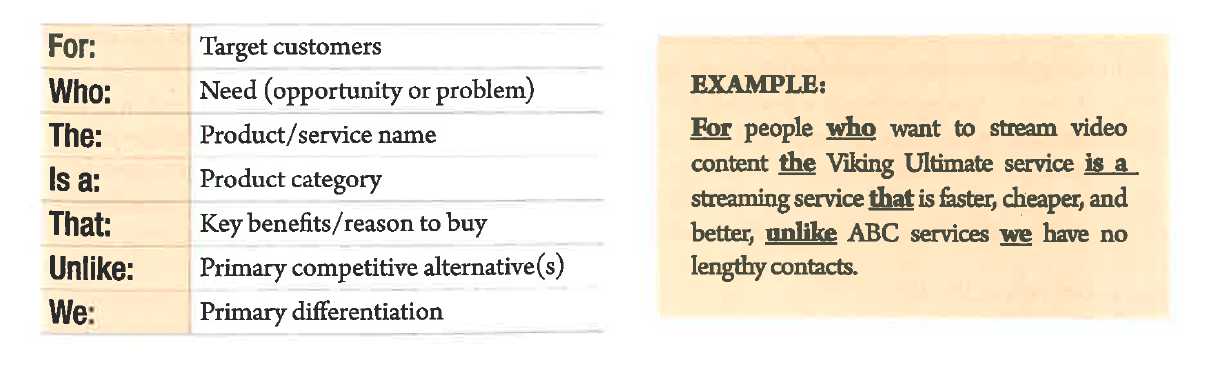 For: Target customers
Who: Need (opportunity or problem)
The: Product/service name
Is a: Product category
That: Key benefits/reason to buy
Unlike: Primary competitive alternative(s)
We: Primary differentiation
EXAMPLE:
For people who want to stream video
content the Viking Ultimate service is a
streaming service that is faster, cheaper, and
better, unlike ABC services we have no
lengthy contacts.